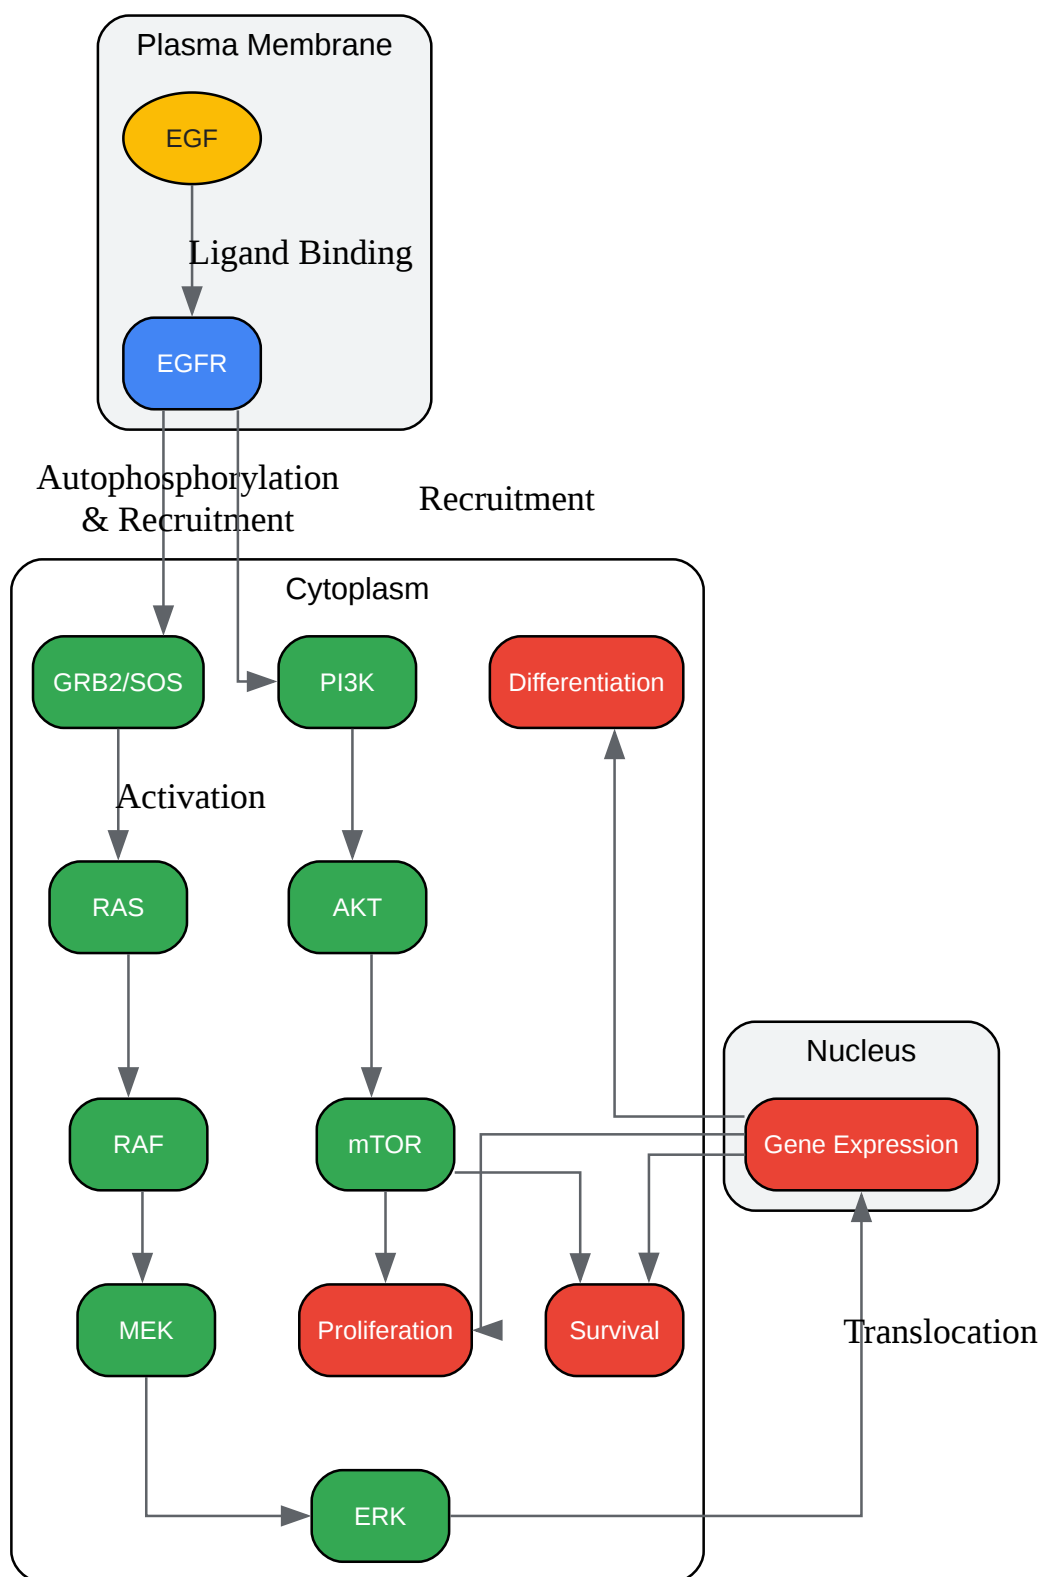 Plasma Membrane
EGF
Ligand Binding
EGFR
Autophosphorylation
& Recruitment
Recruitment
Cytoplasm
GRB2/SOS
PI3K
Differentiation
Activation
RAS
AKT
Nucleus
RAF
mTOR
Gene Expression
MEK
Proliferation
Survival
Translocation
ERK